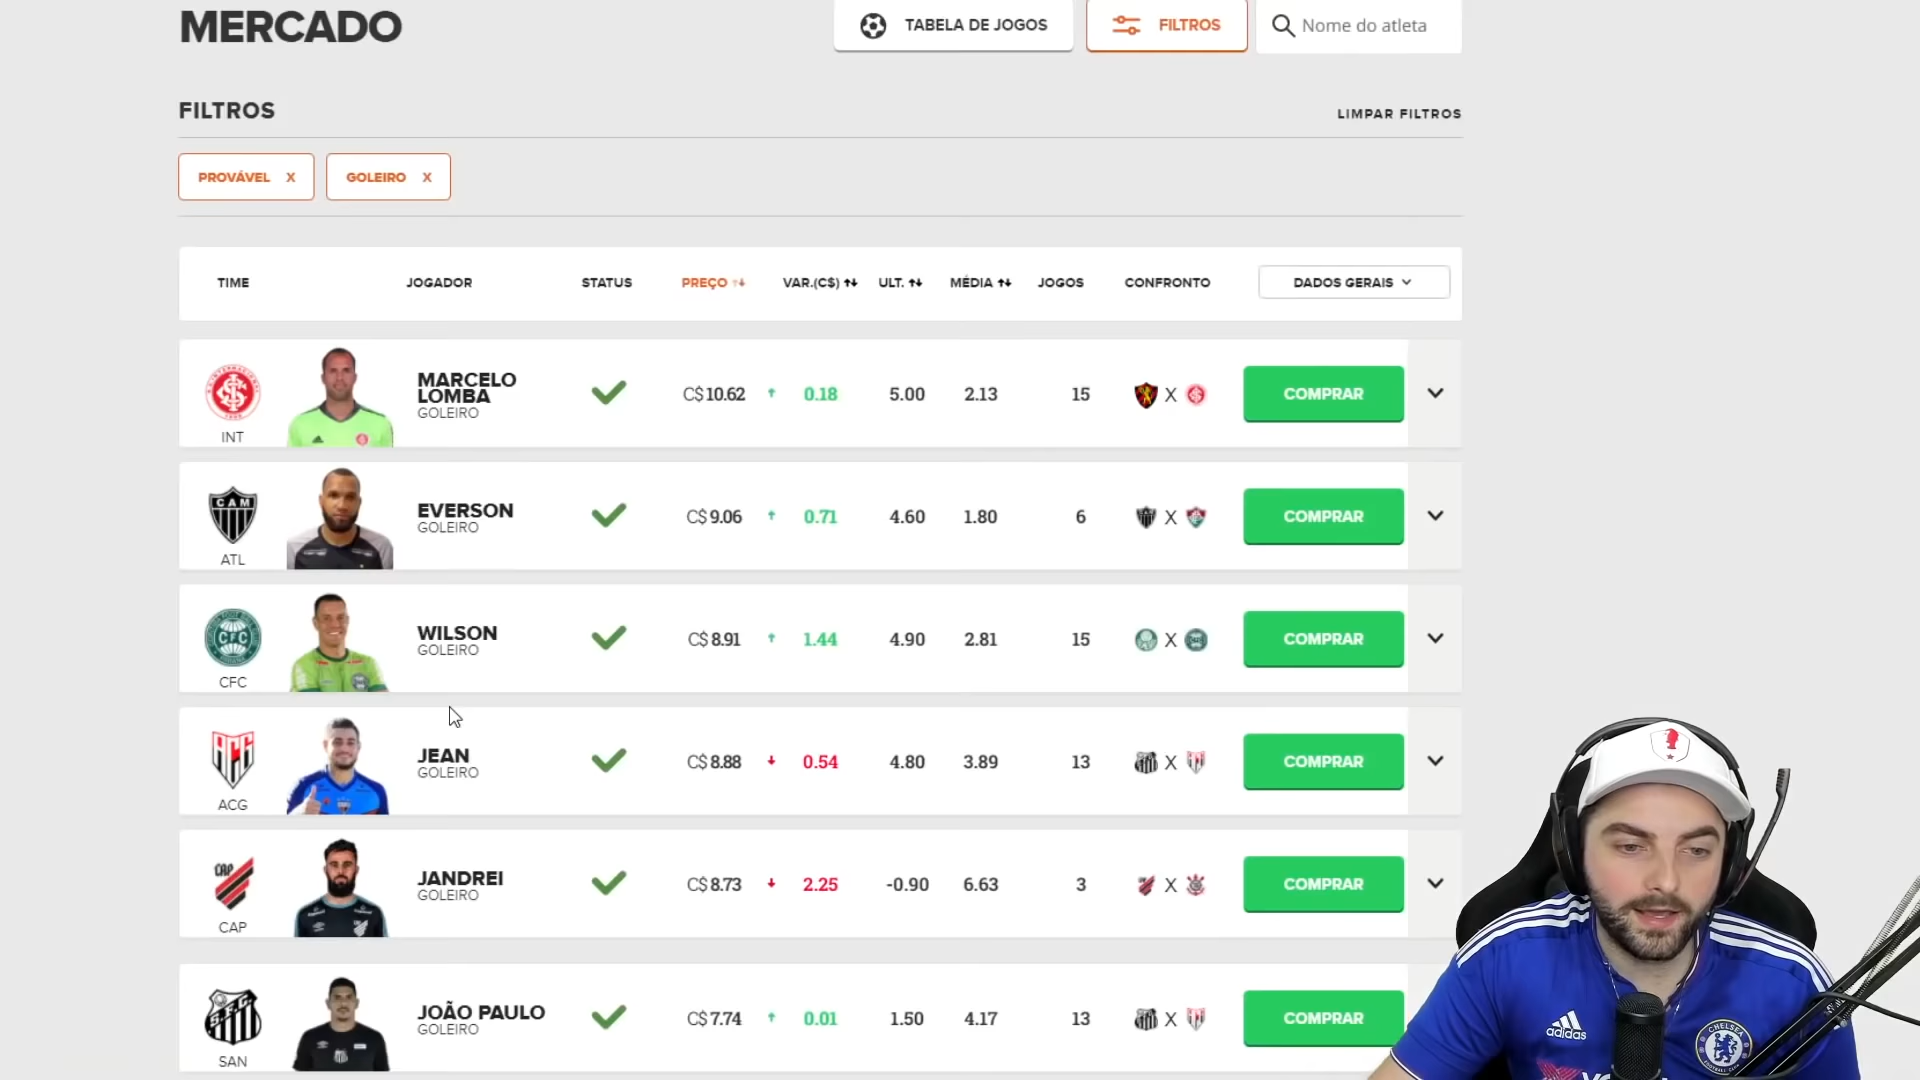 MERCADO
TABELA DE JOGOS
FILTROS
Nome do atleta
FILTROS
LIMPAR FILTROS
PROVÁVEL X
GOLEIRO X
TIME JOGADOR STATUS PREÇO VAR.(C$) ULT. MÉDIA JOGOS CONFRONTO DADOS GERAIS
INT
MARCELO LOMBA
GOLEIRO
C$ 10.62 0.18 5.00 2.13 15 X COMPRAR
ATL
EVERSON
GOLEIRO
C$ 9.06 0.71 4.60 1.80 6 X COMPRAR
CAM
CFC
WILSON
GOLEIRO
C$ 8.91 1.44 4.90 2.81 15 X COMPRAR
CFC
ACG
ACG
JEAN
GOLEIRO
C$ 8.88 0.54 4.80 3.89 13 X COMPRAR
CAP
CAP
JANDREI
GOLEIRO
C$ 8.73 2.25 -0.90 6.63 3 X COMPRAR
SAN
JOÃO PAULO
GOLEIRO
C$ 7.74 0.01 1.50 4.17 13 X COMPRAR
adidas
CHELSEA